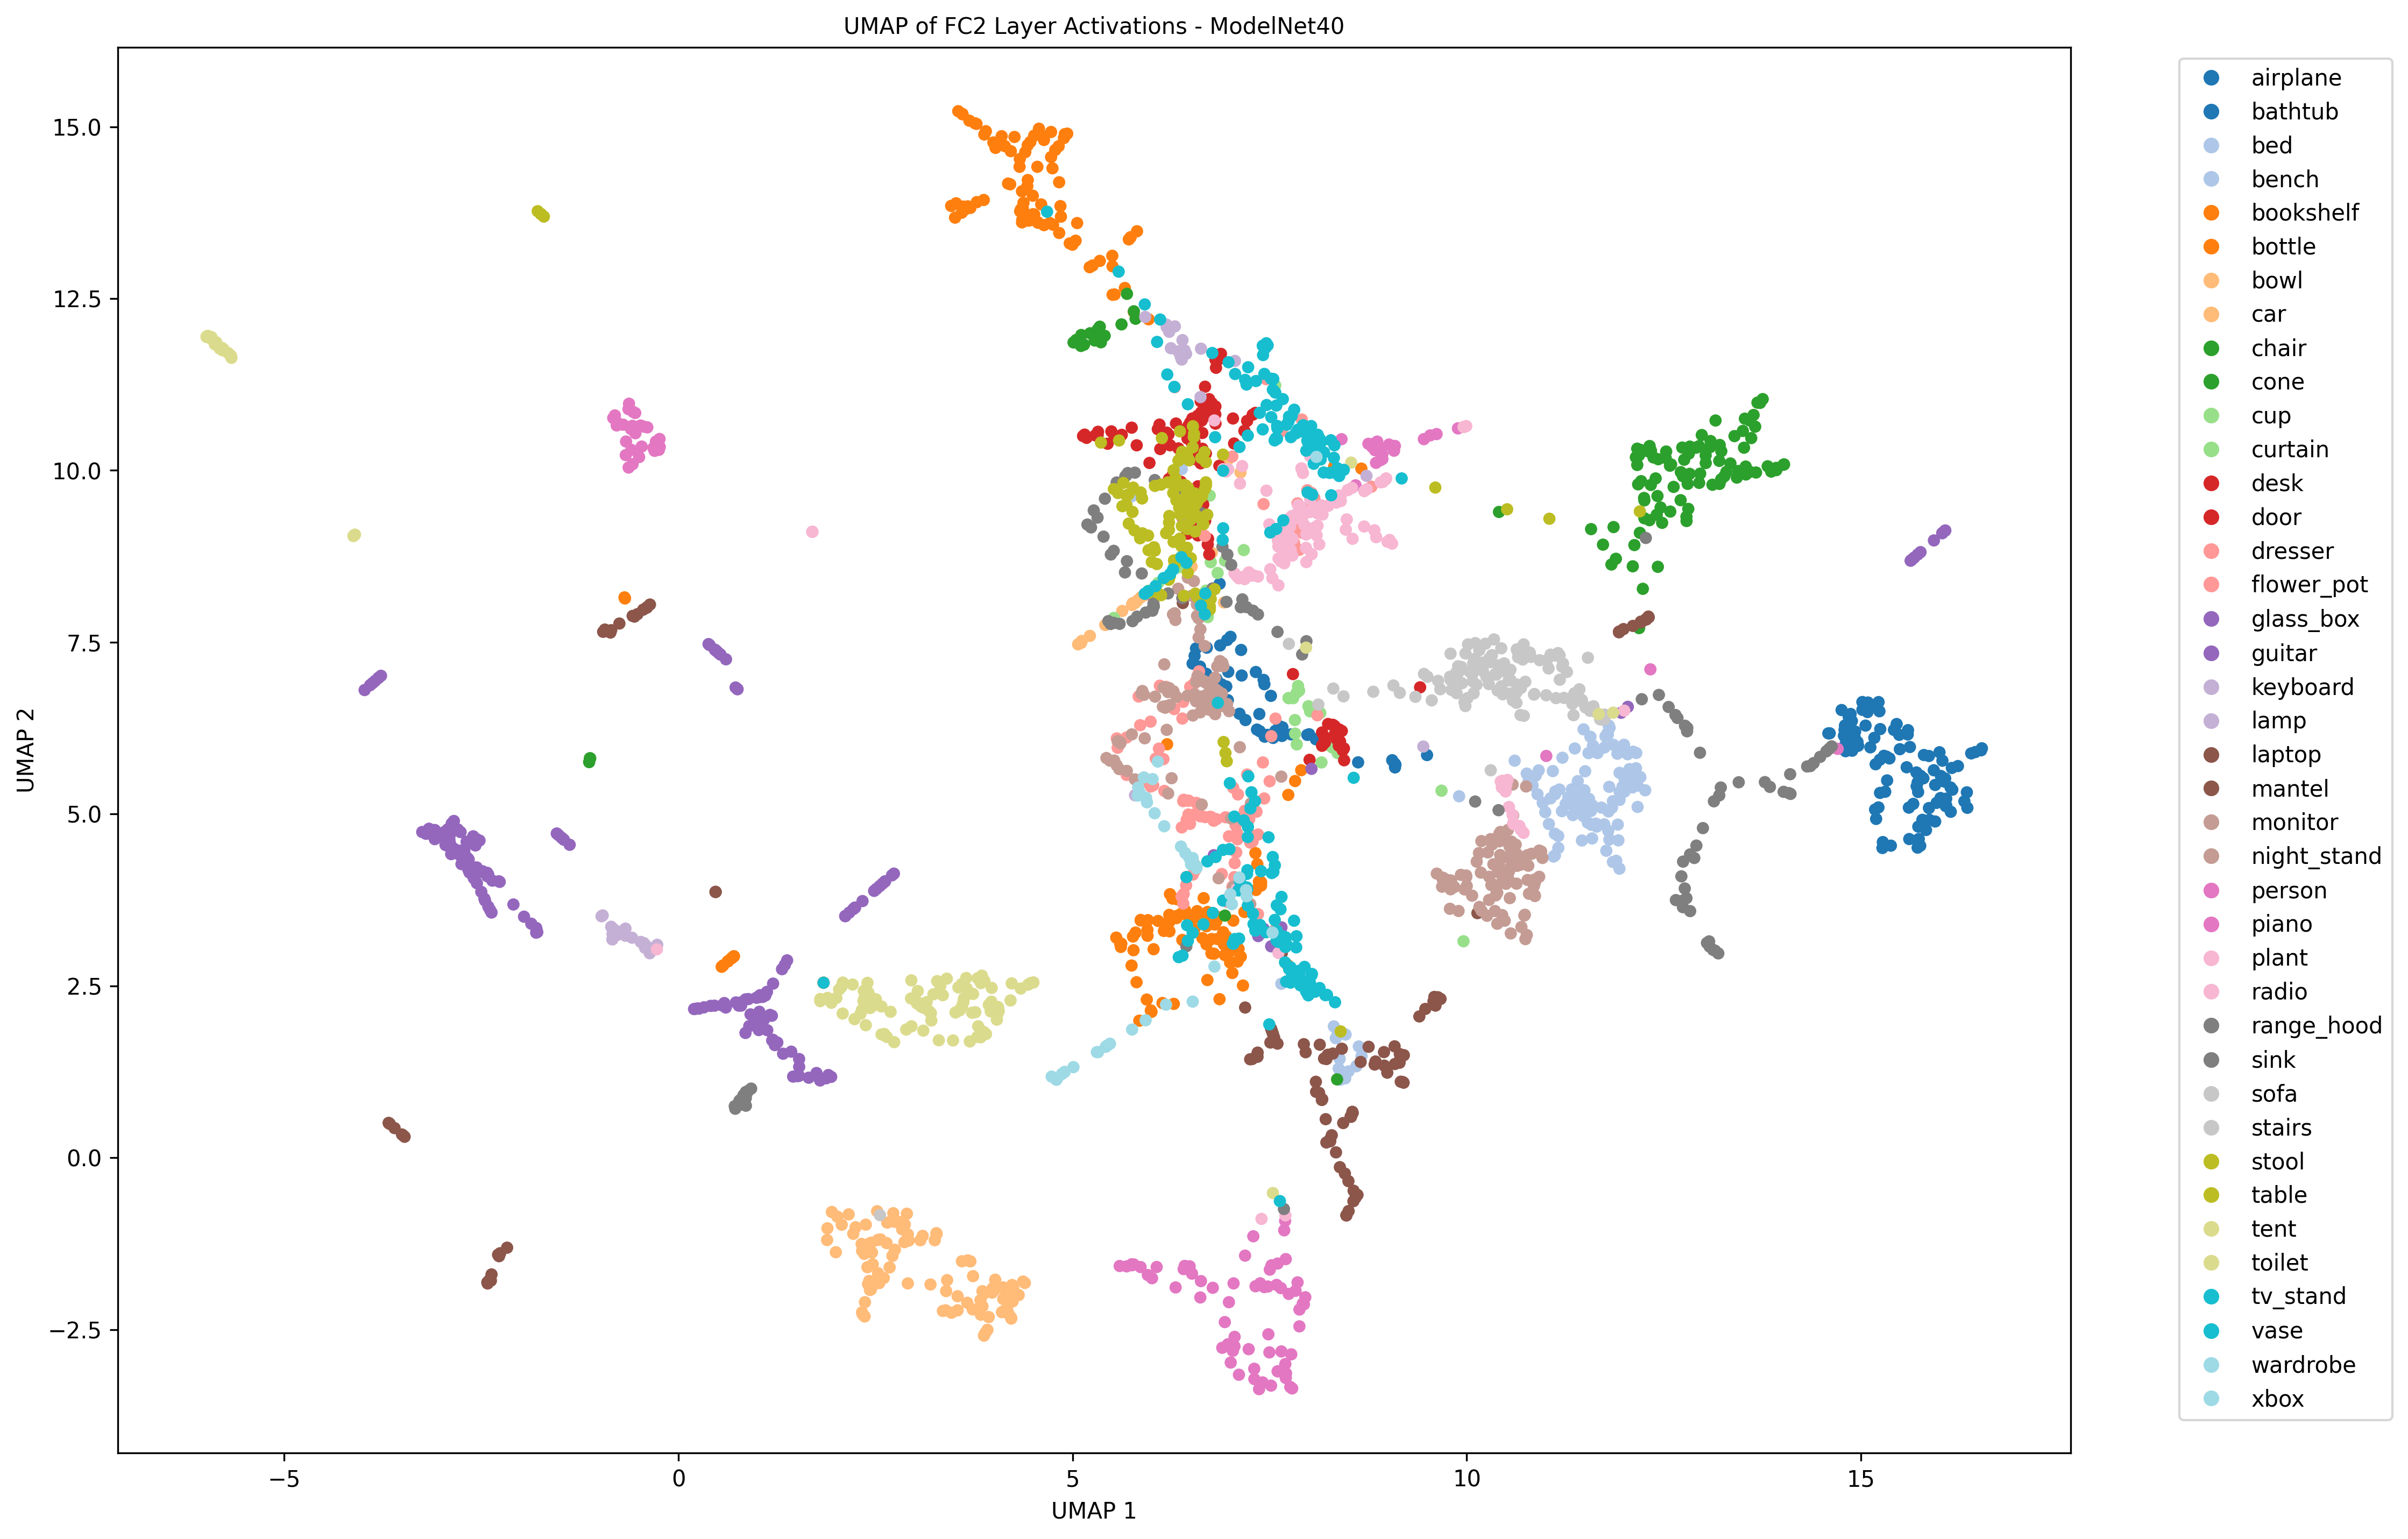 UMAP of FC2 Layer Activations - ModelNet40
15.0
12.5
10.0
7.5
5.0
2.5
0.0
−2.5
UMAP 2
−5
0
5
10
15
UMAP 1
airplane
bathtub
bed
bench
bookshelf
bottle
bowl
car
chair
cone
cup
curtain
desk
door
dresser
flower_pot
glass_box
guitar
keyboard
lamp
laptop
mantel
monitor
night_stand
person
piano
plant
radio
range_hood
sink
sofa
stairs
stool
table
tent
toilet
tv_stand
vase
wardrobe
xbox